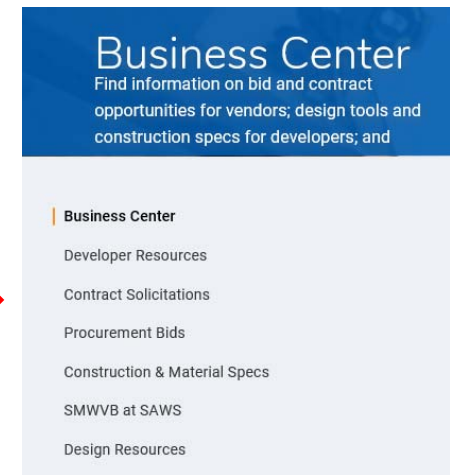 Business Center
Find information on bid and contract
opportunities for vendors; design tools and
construction specs for developers; and
Business Center
Developer Resources
Contract Solicitations
Procurement Bids
Construction & Material Specs
SMWVB at SAWS
Design Resources